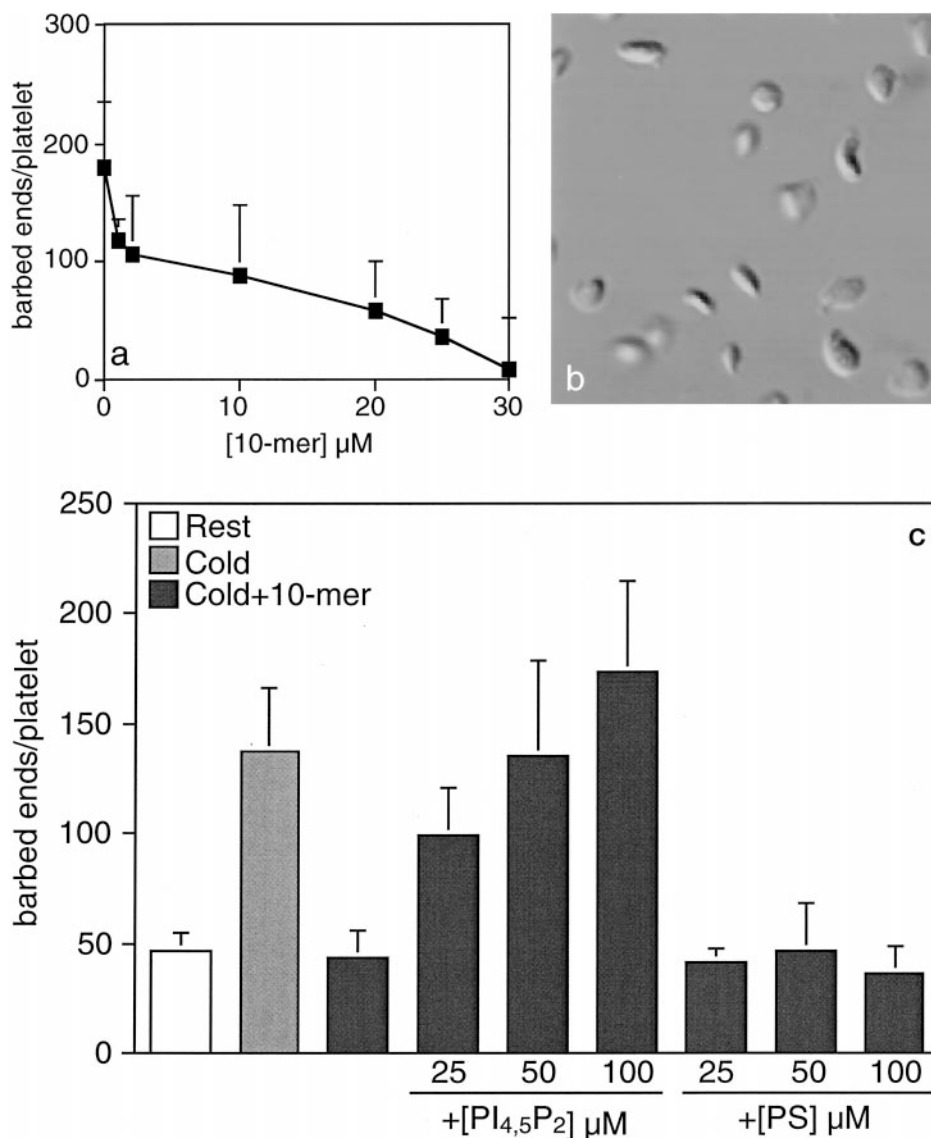 300
200
100
0
barbed ends/platelet
a
0 10 20 30
[10-mer] µM
b
250
200
150
100
50
0
barbed ends/platelet
Rest
Cold
Cold+10-mer
c
25 50 100 25 50 100
+[PI4,5P2] µM +[PS] µM